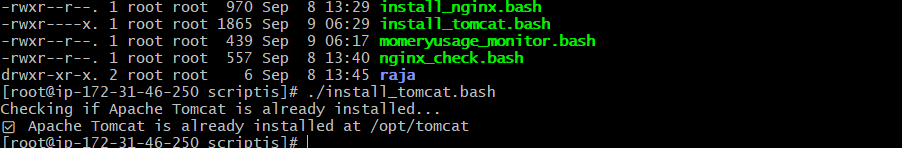 -rwxr--r--. 1 root root  970 Sep  8 13:29 install_nginx.bash
-rwxr----x. 1 root root 1865 Sep  9 06:29 install_tomcat.bash
-rwxr--r--. 1 root root  439 Sep  9 06:17 momeryusage_monitor.bash
-rwxr--r--. 1 root root  557 Sep  8 13:40 nginx_check.bash
drwxr-xr-x. 2 root root    6 Sep  8 13:45 raja
[root@ip-172-31-46-250 scriptis]# ./install_tomcat.bash
Checking if Apache Tomcat is already installed...
☑ Apache Tomcat is already installed at /opt/tomcat
[root@ip-172-31-46-250 scriptis]#